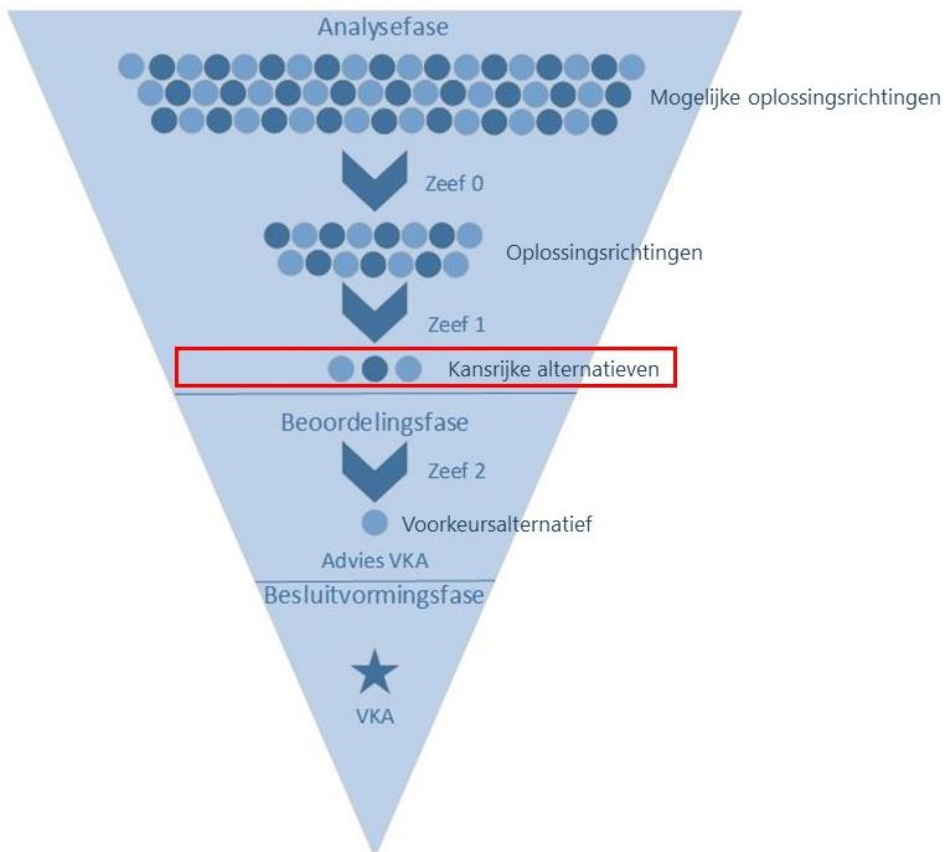 Analysefase
Mogelijke oplossingsrichtingen
Zeef 0
Oplossingsrichtingen
Zeef 1
Kansrijke alternatieven
Beoordelingsfase
Zeef 2
Voorkeursalternatief
Advies VKA
Besluitvormingsfase
VKA